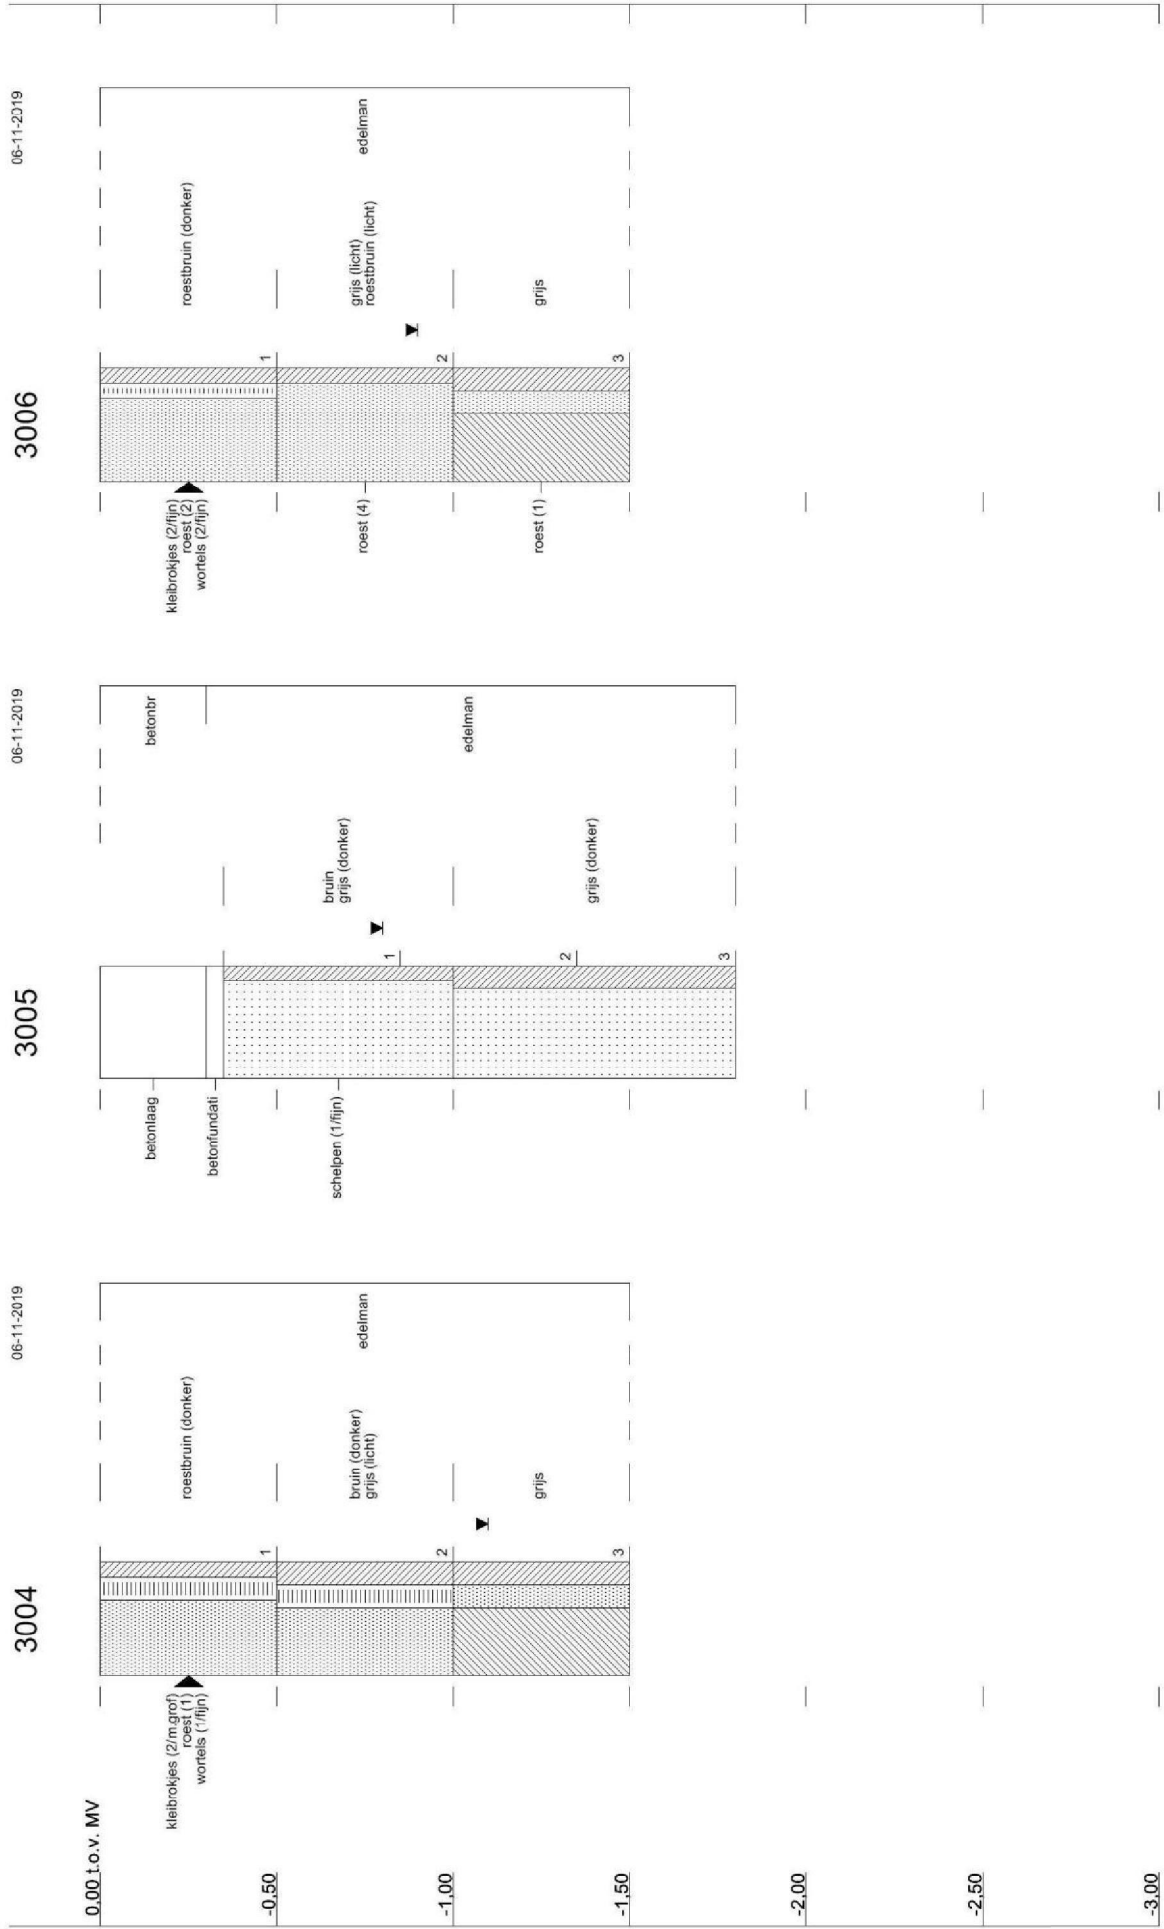 3004
06-11-2019
0,00 t.o.v. MV
-0,50
-1,00
-1,50
-2,00
-2,50
-3,00
kleibrokjes (2/m.grof)
roest (1)
wortels (1/fijn)
1
2
3
roestbruin (donker)
bruin (donker)
grijs (licht)
grijs
edelman
3005
06-11-2019
betonlaag
betonfundati
schelpen (1/fijn)
1
2
3
bruin
grijs (donker)
grijs (donker)
betonbr
edelman
3006
06-11-2019
kleibrokjes (2/fijn)
roest (2)
wortels (2/fijn)
roest (4)
roest (1)
1
2
3
roestbruin (donker)
grijs (licht)
roestbruin (licht)
grijs
edelman